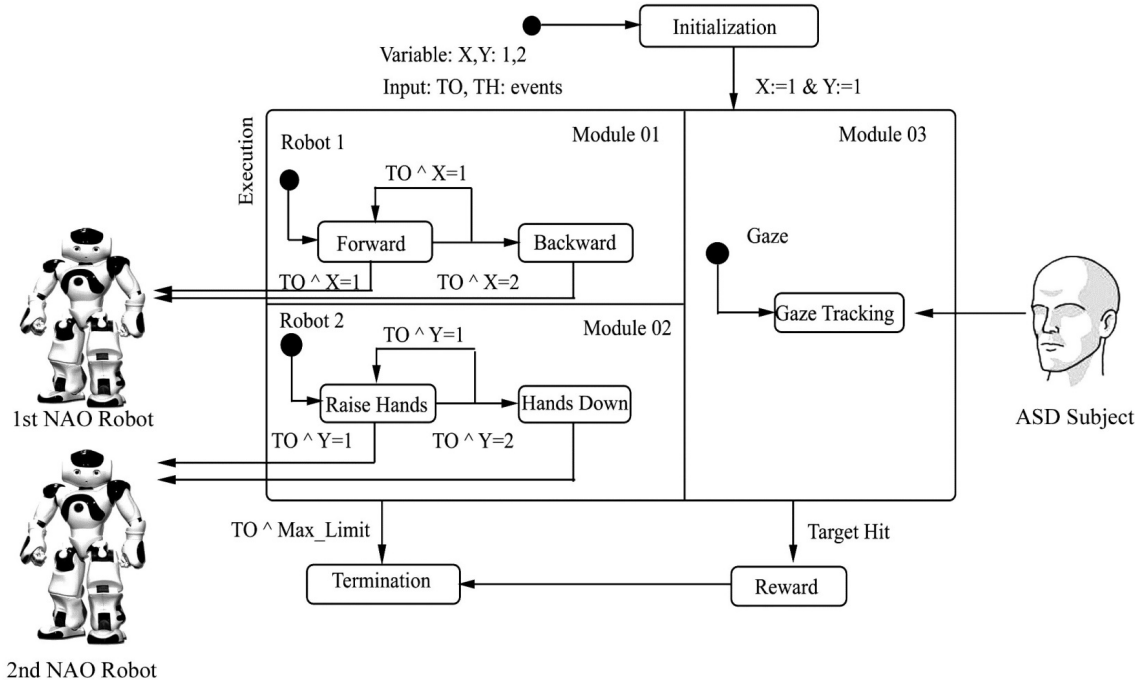 Initialization
Variable: X,Y: 1,2
Input: TO, TH: events
X:=1 & Y:=1
Execution
Robot 1
Module 01
Module 03
TO ^ X=1
Forward
Backward
Gaze
TO ^ X=1
TO ^ X=2
Robot 2
Module 02
Gaze Tracking
TO ^ Y=1
Raise Hands
Hands Down
1st NAO Robot
ASD Subject
TO ^ Y=1
TO ^ Y=2
TO ^ Max_Limit
Target Hit
Termination
Reward
2nd NAO Robot